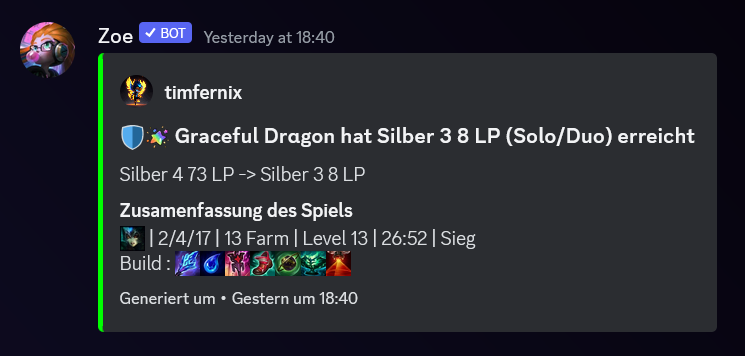 Zoe BOT Yesterday at 18:40
timfernix
Graceful Drɑgon hat Silber 3 8 LP (Solo/Duo) erreicht
Silber 4 73 LP -> Silber 3 8 LP
Zusamenfassung des Spiels
| 2/4/17 | 13 Farm | Level 13 | 26:52 | Sieg
Build :
Generiert um • Gestern um 18:40